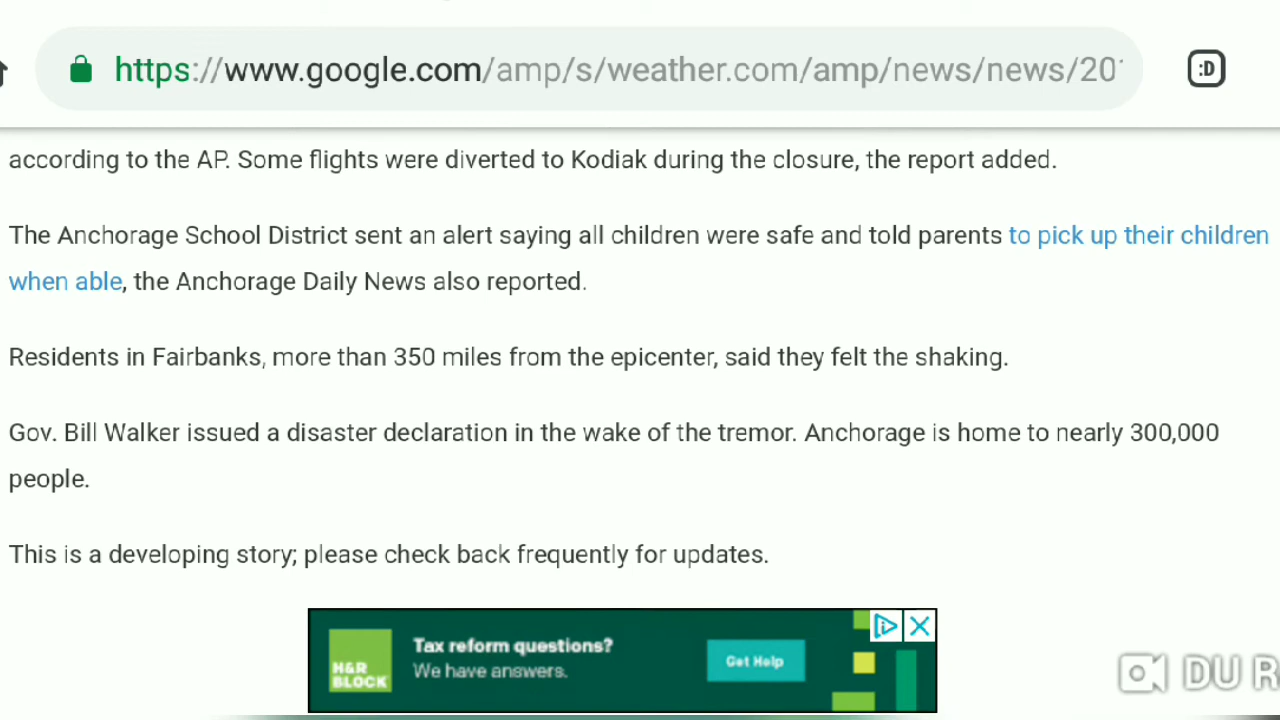 https://www.google.com/amp/s/weather.com/amp/news/news/20
:D
according to the AP. Some flights were diverted to Kodiak during the closure, the report added.
The Anchorage School District sent an alert saying all children were safe and told parents to pick up their children
when able, the Anchorage Daily News also reported.
Residents in Fairbanks, more than 350 miles from the epicenter, said they felt the shaking.
Gov. Bill Walker issued a disaster declaration in the wake of the tremor. Anchorage is home to nearly 300,000
people.
This is a developing story; please check back frequently for updates.
H&R
BLOCK
Tax reform questions?
We have answers.
Get Help
DU R